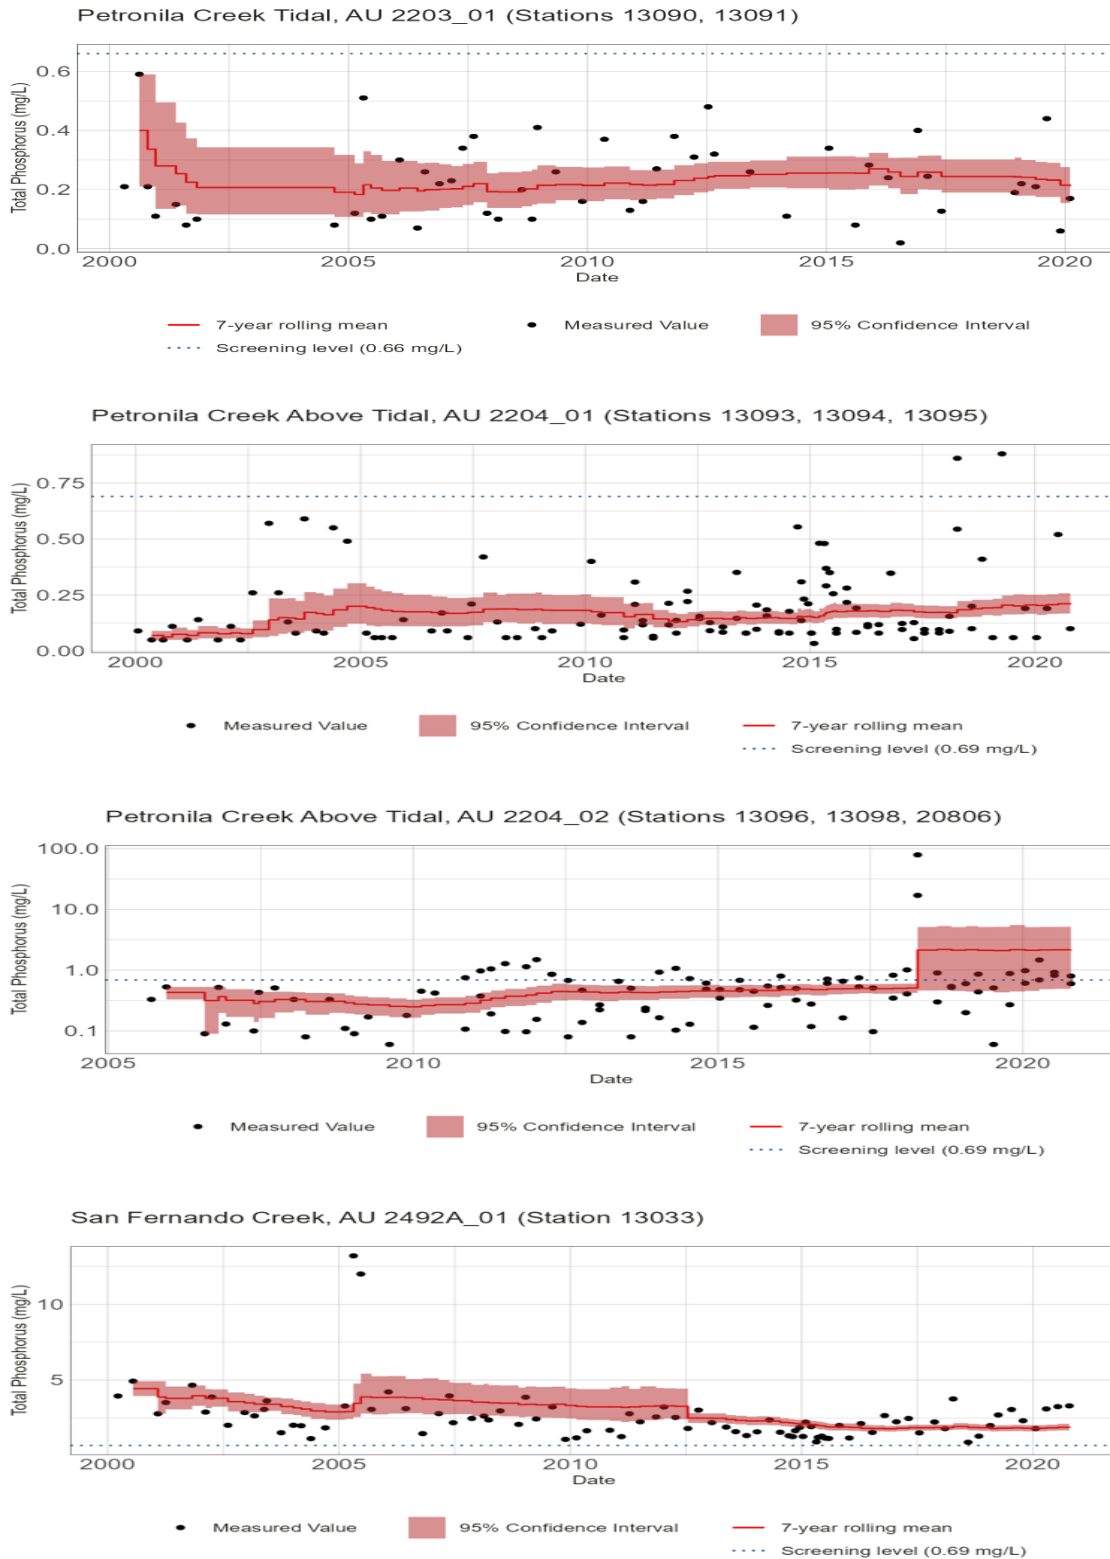 Petronila Creek Tidal, AU 2203_01 (Stations 13090, 13091)
Total Phosphorus (mg/L)
0.6
0.4
0.2
0.0
2000 2005 2010 2015 2020
Date
7-year rolling mean Measured Value 95% Confidence Interval
Screening level (0.66 mg/L)
Petronila Creek Above Tidal, AU 2204_01 (Stations 13093, 13094, 13095)
Total Phosphorus (mg/L)
0.75
0.50
0.25
0.00
2000 2005 2010 2015 2020
Date
Measured Value 95% Confidence Interval 7-year rolling mean
Screening level (0.69 mg/L)
Petronila Creek Above Tidal, AU 2204_02 (Stations 13096, 13098, 20806)
Total Phosphorus (mg/L)
100.0
10.0
1.0
0.1
2005 2010 2015 2020
Date
Measured Value 95% Confidence Interval 7-year rolling mean
Screening level (0.69 mg/L)
San Fernando Creek, AU 2492A_01 (Station 13033)
Total Phosphorus (mg/L)
10
5
2000 2005 2010 2015 2020
Date
Measured Value 95% Confidence Interval 7-year rolling mean
Screening level (0.69 mg/L)